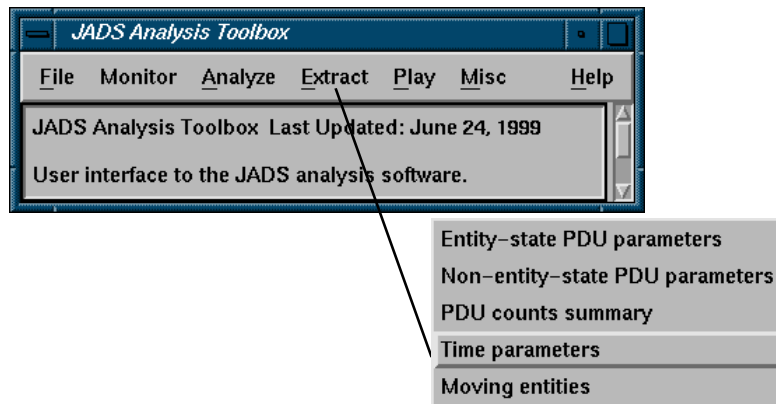 JADS Analysis Toolbox
File Monitor Analyze Extract Play Misc Help
JADS Analysis Toolbox Last Updated: June 24, 1999
User interface to the JADS analysis software.
Entity-state PDU parameters
Non-entity-state PDU parameters
PDU counts summary
Time parameters
Moving entities